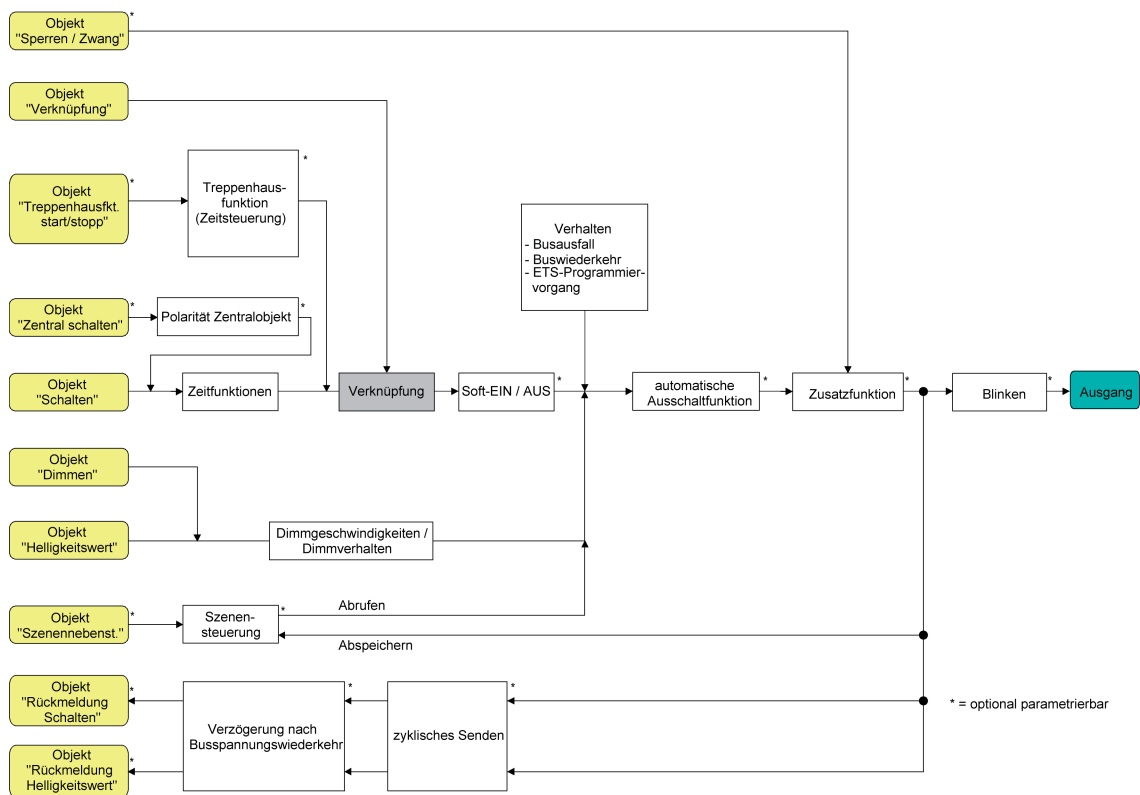 Objekt
"Sperren / Zwang"
*
Objekt
"Verknüpfung"
Objekt
"Treppenhausfkt.
start/stopp"
*
Treppenhaus-
funktion
(Zeitsteuerung)
*
Verhalten
- Busausfall
- Buswiederkehr
- ETS-Programmier-
vorgang
Objekt
"Zentral schalten"
*
Polarität Zentralobjekt
*
Objekt
"Schalten"
Zeitfunktionen
Verknüpfung
Soft-EIN / AUS
*
automatische
Ausschaltfunktion
*
Zusatzfunktion
*
Blinken
*
Ausgang
Objekt
"Dimmen"
Objekt
"Helligkeitswert"
Dimmgeschwindigkeiten /
Dimmverhalten
Objekt
"Szenennebenst."
*
Szenen-
steuerung
*
Abrufen
Abspeichern
Objekt
"Rückmeldung
Schalten"
*
Verzögerung nach
Busspannungswiederkehr
*
zyklisches Senden
*
* = optional parametrierbar
Objekt
"Rückmeldung
Helligkeitswert"
*